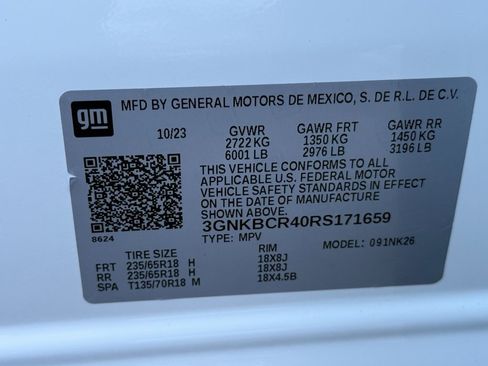 gm
MFD BY GENERAL MOTORS DE MEXICO, S. DE R.L. DE C.V.
10/23 GVWR GAWR FRT GAWR RR
2722 KG 1350 KG 1450 KG
6001 LB 2976 LB 3196 LB
THIS VEHICLE CONFORMS TO ALL
APPLICABLE U.S. FEDERAL MOTOR
VEHICLE SAFETY STANDARDS IN EFFECT
ON THE DATE OF MANUFACTURE SHOWN ABOVE.
3GNKBCR40RS171659
8624
TYPE: MPV MODEL: 091NK26
TIRE SIZE RIM
FRT 235/65R18 H 18X8J
RR 235/65R18 H 18X8J
SPA T135/70R18 M 18X4.5B